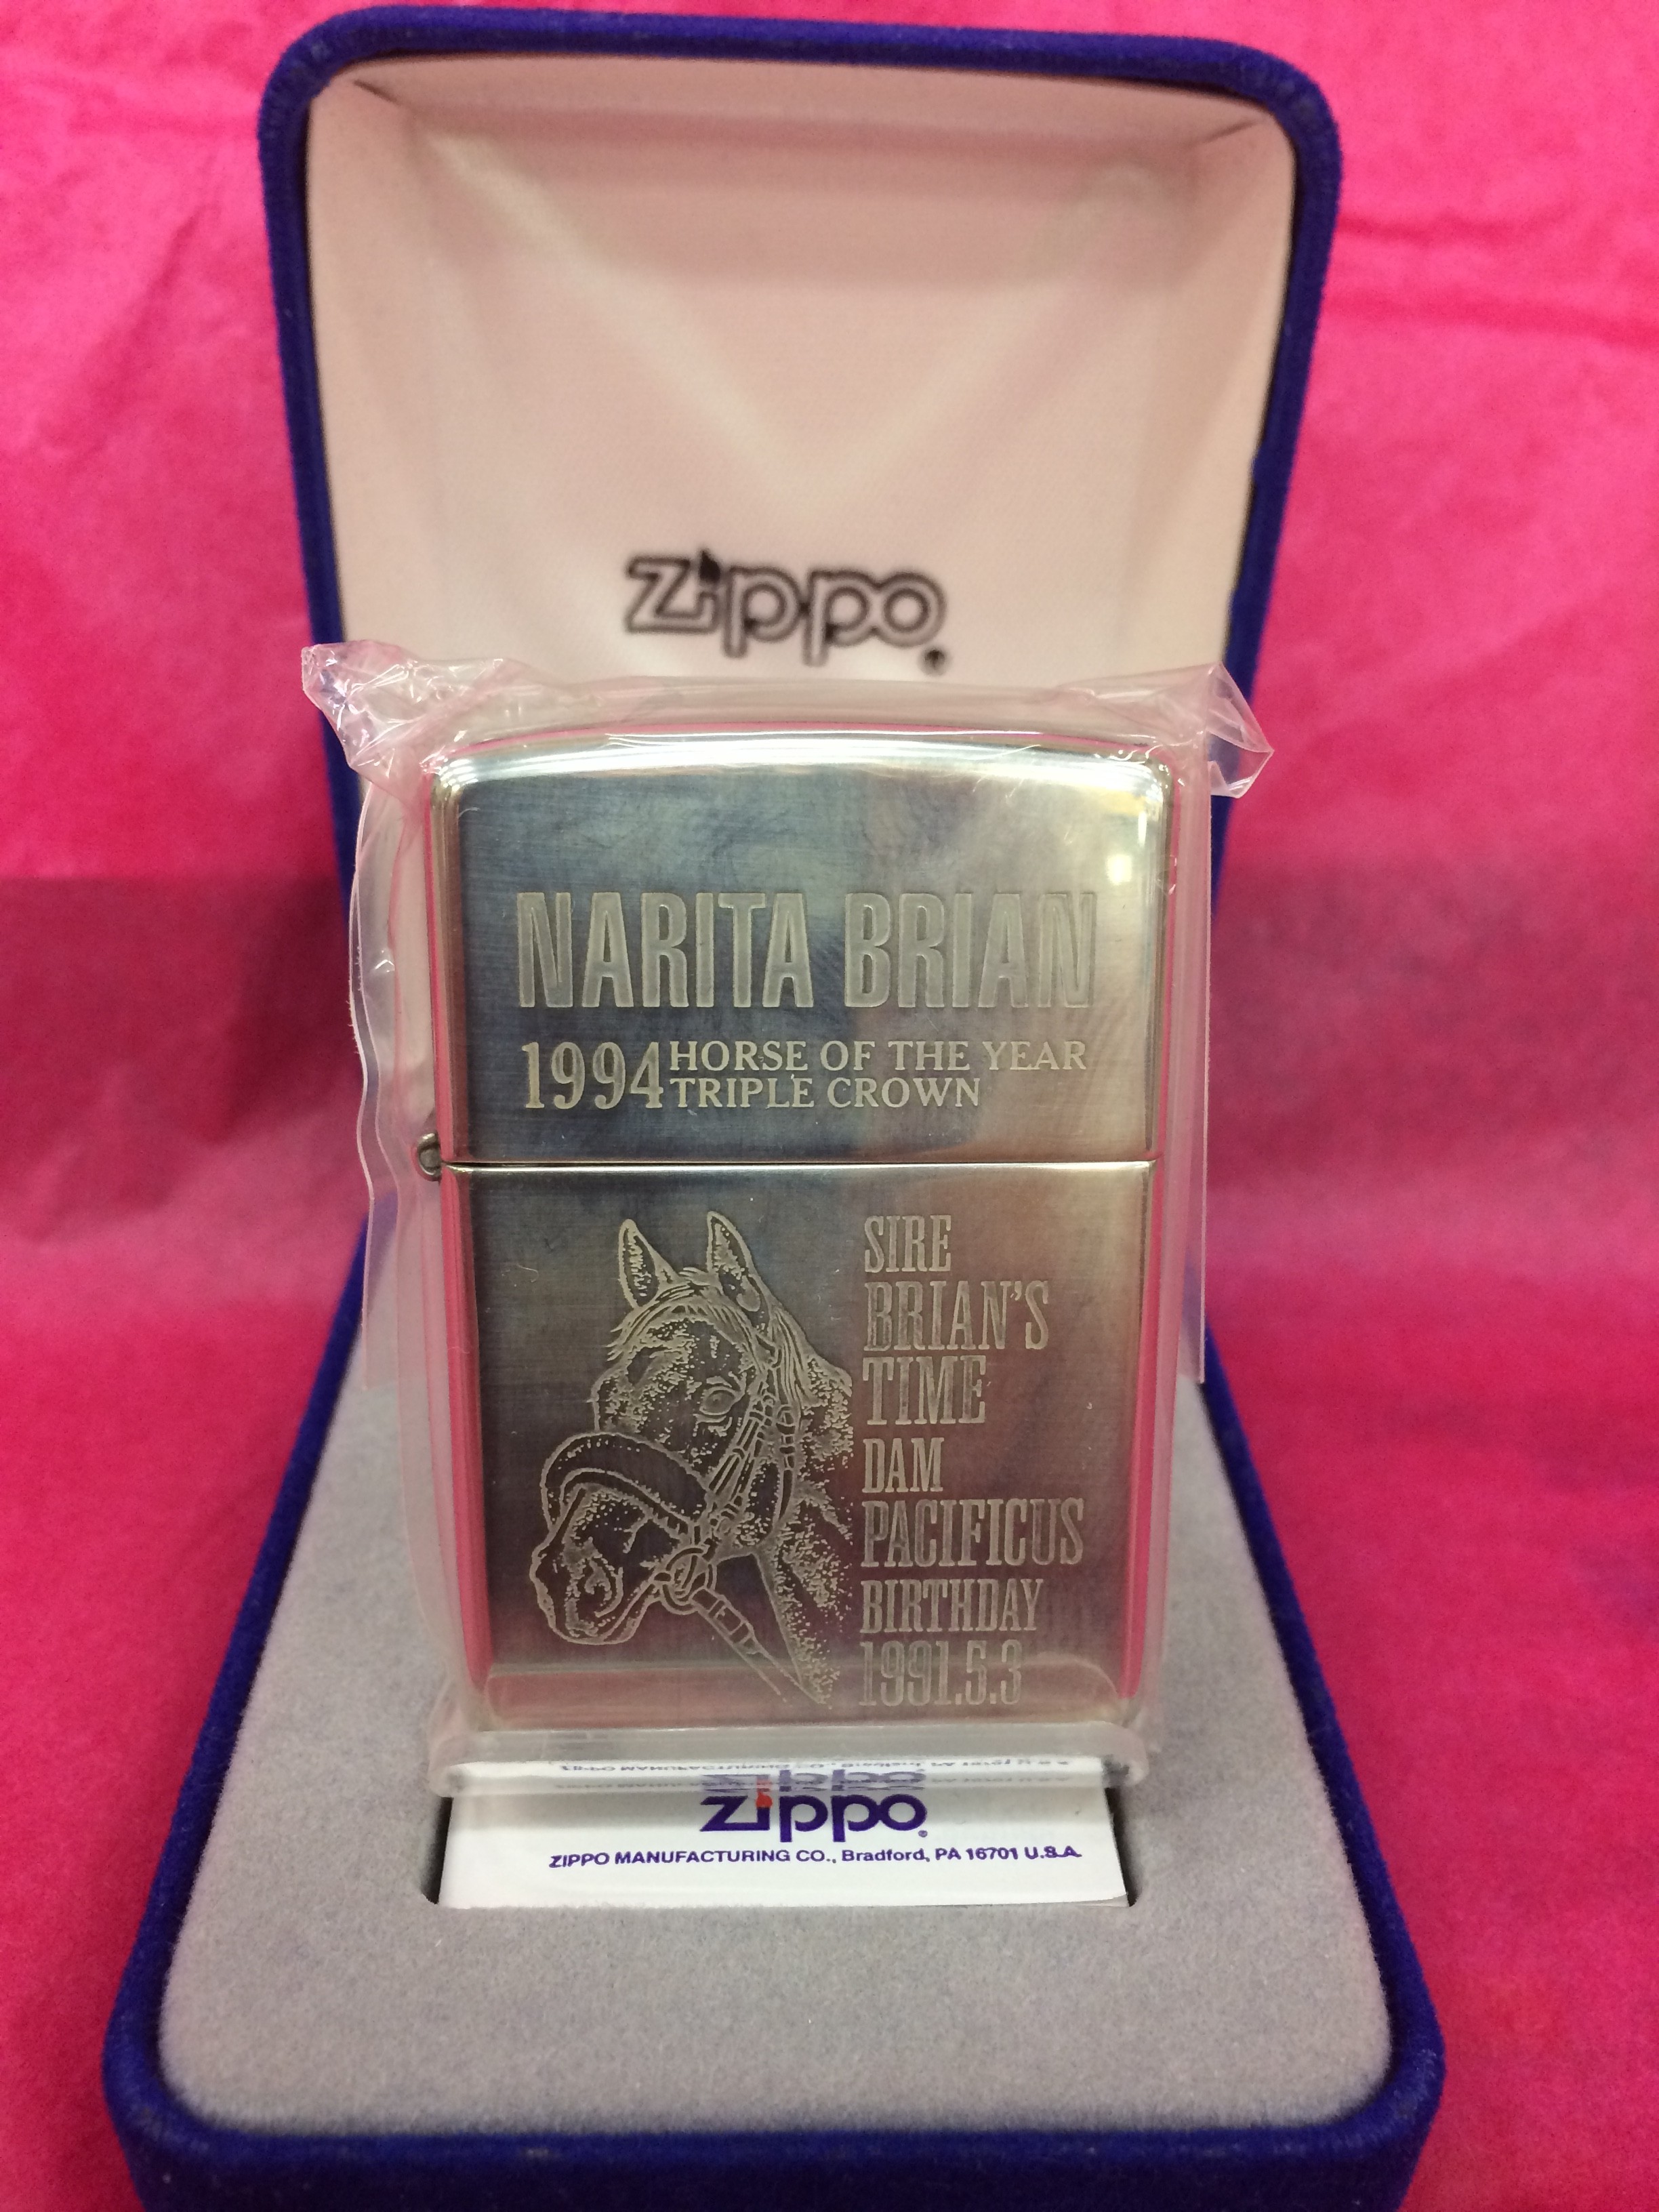 Zippo
NARITA BRIAN
1994 HORSE OF THE YEAR
TRIPLE CROWN
SIRE
BRIAN'S
TIME
DAM
PACIFICUS
BIRTHDAY
1991.5.3
Zippo
ZIPPO MANUFACTURING CO., Bradford, PA 16701 U.S.A.